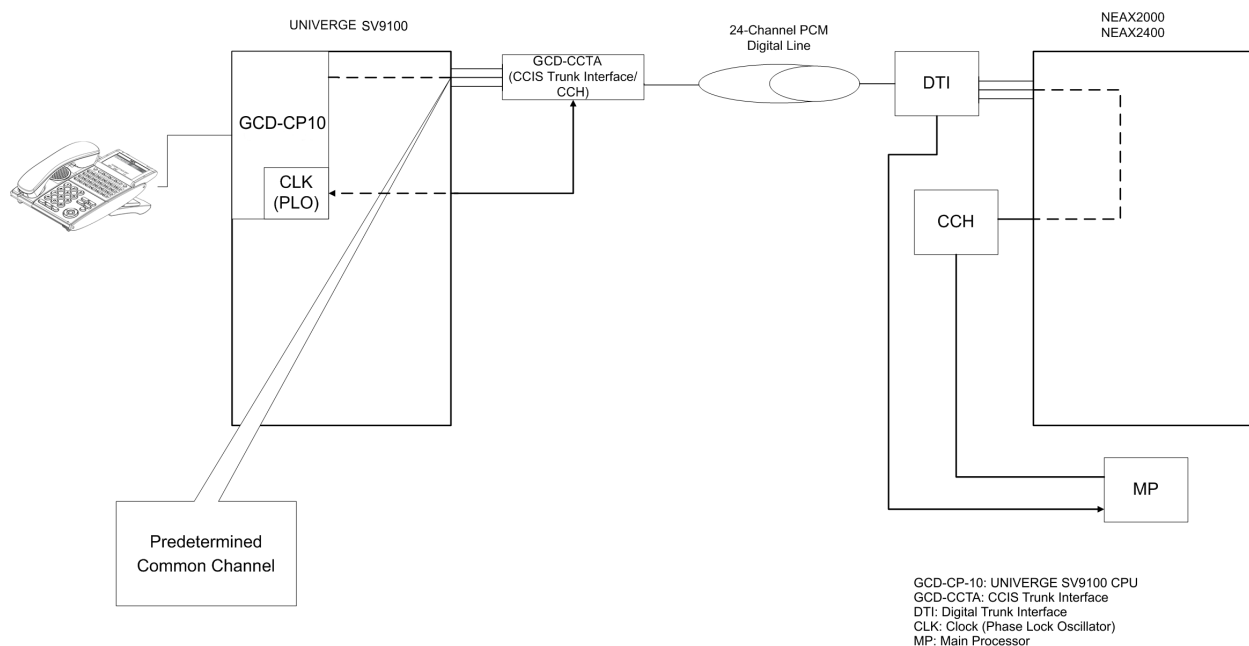 UNIVERGE SV9100
NEAX2000
NEAX2400
24-Channel PCM
Digital Line
GCD-CCTA
(CCIS Trunk Interface/
CCH)
DTI
GCD-CP10
CLK
(PLO)
CCH
MP
Predetermined
Common Channel
GCD-CP-10: UNIVERGE SV9100 CPU
GCD-CCTA: CCIS Trunk Interface
DTI: Digital Trunk Interface
CLK: Clock (Phase Lock Oscillator)
MP: Main Processor